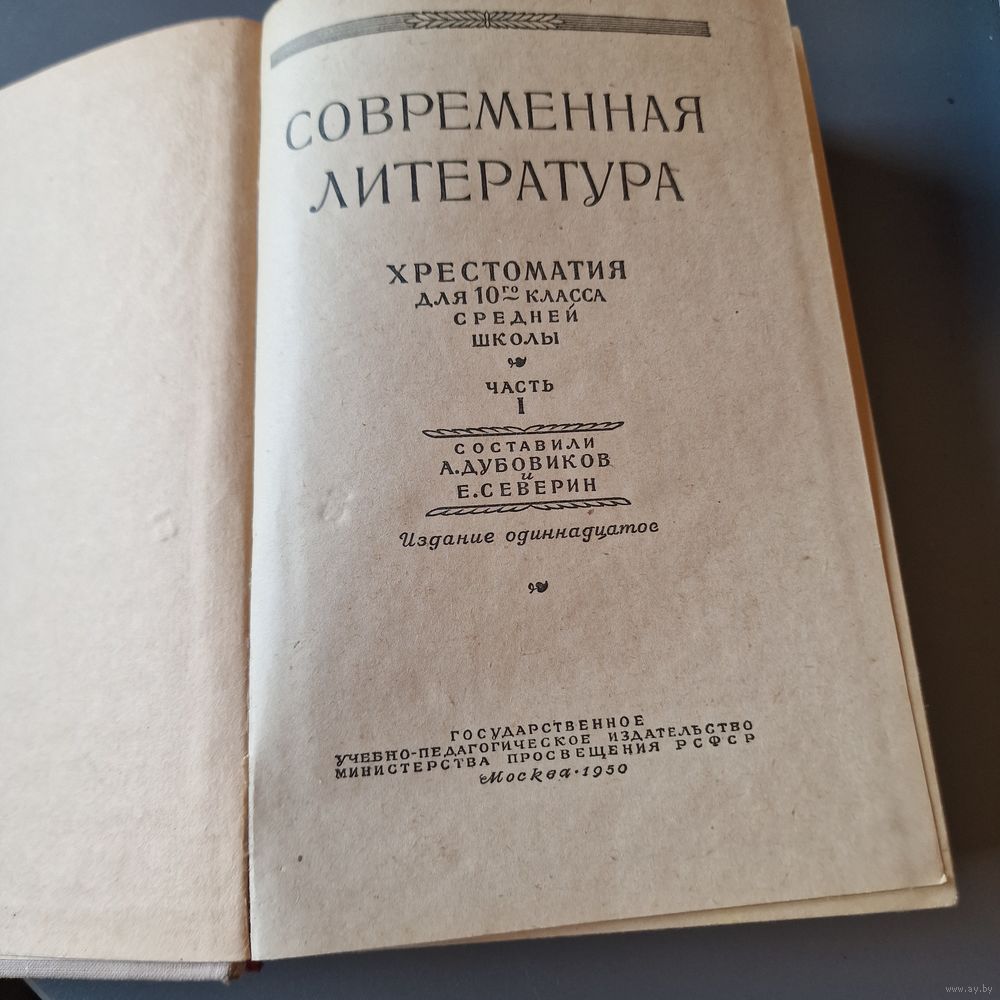 СОВРЕМЕННАЯ
ЛИТЕРАТУРА
ХРЕСТОМАТИЯ
ДЛЯ 10ГО КЛАССА
СРЕДНЕЙ
ШКОЛЫ
ЧАСТЬ
I
СОСТАВИЛИ
А.ДУБОВИКОВ
и
Е.СЕВЕРИН
Издание одиннадцатое
ГОСУДАРСТВЕННОЕ
УЧЕБНО-ПЕДАГОГИЧЕСКОЕ ИЗДАТЕЛЬСТВО
МИНИСТЕРСТВА ПРОСВЕЩЕНИЯ РСФСР
Москва·1950
www.ay.by